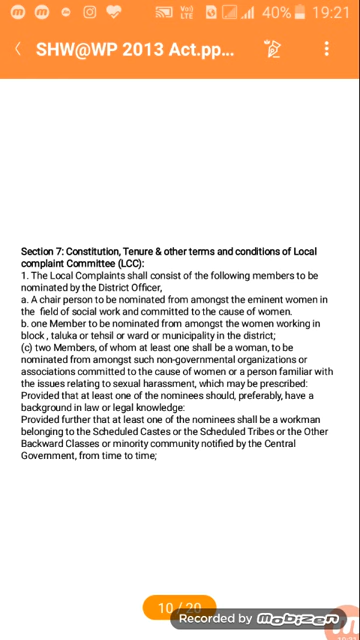 Vo))
LTE
40%
19:21
SHW@WP 2013 Act.pp...
Section 7: Constitution, Tenure & other terms and conditions of Local
complaint Committee (LCC):
1. The Local Complaints shall consist of the following members to be
nominated by the District Officer,
a. A chair person to be nominated from amongst the eminent women in
the field of social work and committed to the cause of women.
b. one Member to be nominated from amongst the women working in
block , taluka or tehsil or ward or municipality in the district;
(c) two Members, of whom at least one shall be a woman, to be
nominated from amongst such non-governmental organizations or
associations committed to the cause of women or a person familiar with
the issues relating to sexual harassment, which may be prescribed:
Provided that at least one of the nominees should, preferably, have a
background in law or legal knowledge:
Provided further that at least one of the nominees shall be a workman
belonging to the Scheduled Castes or the Scheduled Tribes or the Other
Backward Classes or minority community notified by the Central
Government, from time to time;
10 / 20
Recorded by Mobizen